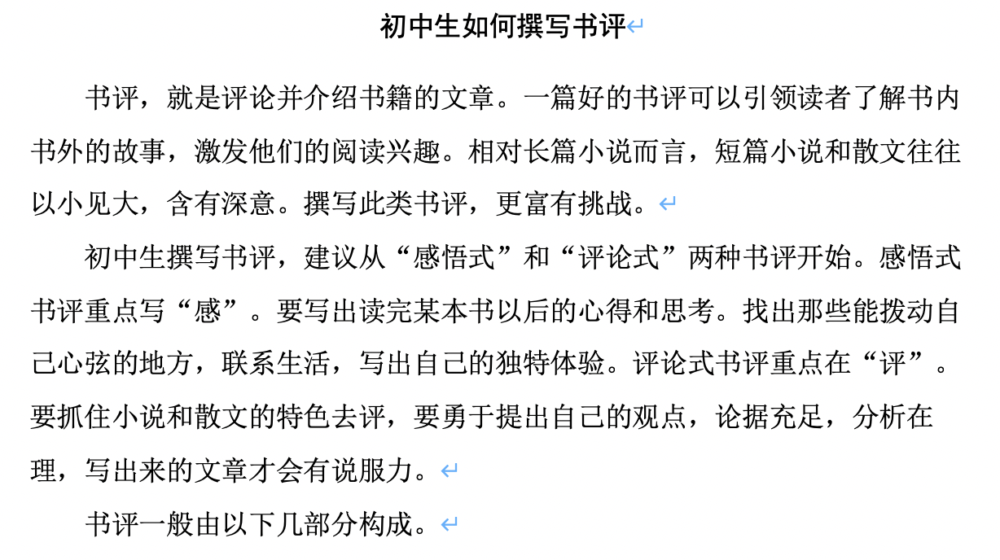 初中生如何撰写书评
书评，就是评论并介绍书籍的文章。一篇好的书评可以引领读者了解书内
书外的故事，激发他们的阅读兴趣。相对长篇小说而言，短篇小说和散文往往
以小见大，含有深意。撰写此类书评，更富有挑战。
初中生撰写书评，建议从“感悟式”和“评论式”两种书评开始。感悟式
书评重点写“感”。要写出读完某本书以后的心得和思考。找出那些能拨动自
己心弦的地方，联系生活，写出自己的独特体验。评论式书评重点在“评”。
要抓住小说和散文的特色去评，要勇于提出自己的观点，论据充足，分析在
理，写出来的文章才会有说服力。
书评一般由以下几部分构成。